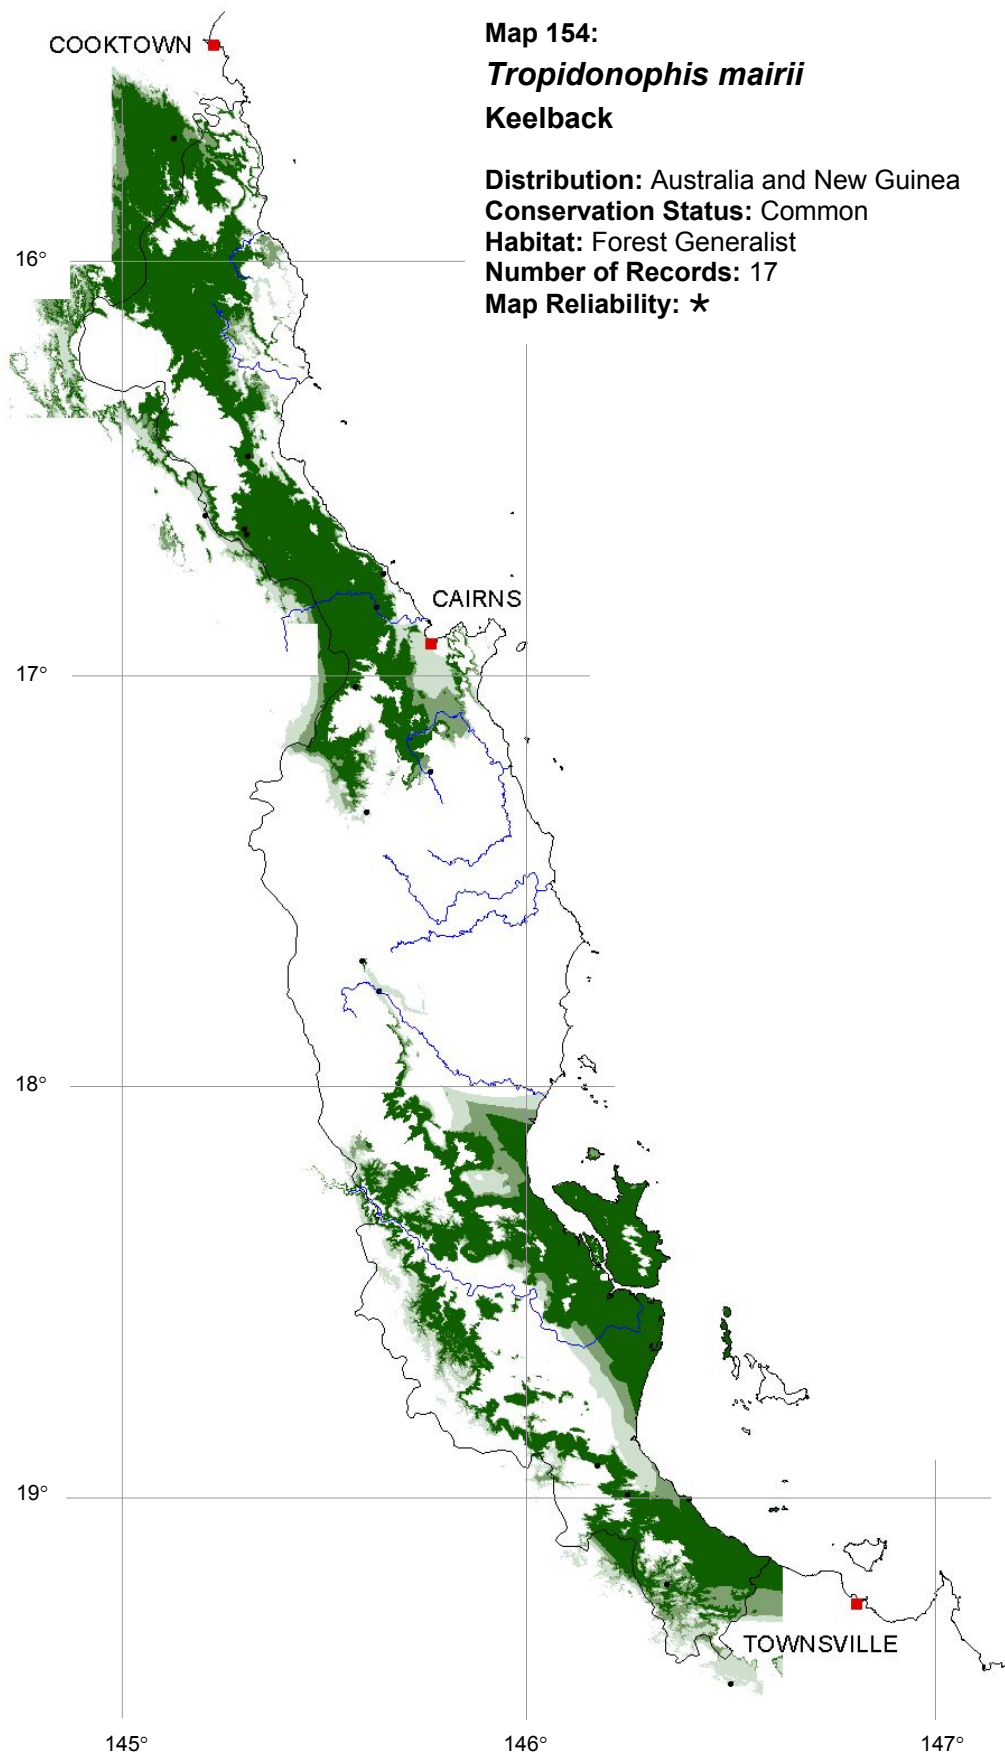 COOKTOWN
Map 154:
Tropidonophis mairii
Keelback
Distribution: Australia and New Guinea
Conservation Status: Common
Habitat: Forest Generalist
Number of Records: 17
Map Reliability: *
16°
CAIRNS
17°
18°
19°
TOWNSVILLE
145°
146°
147°